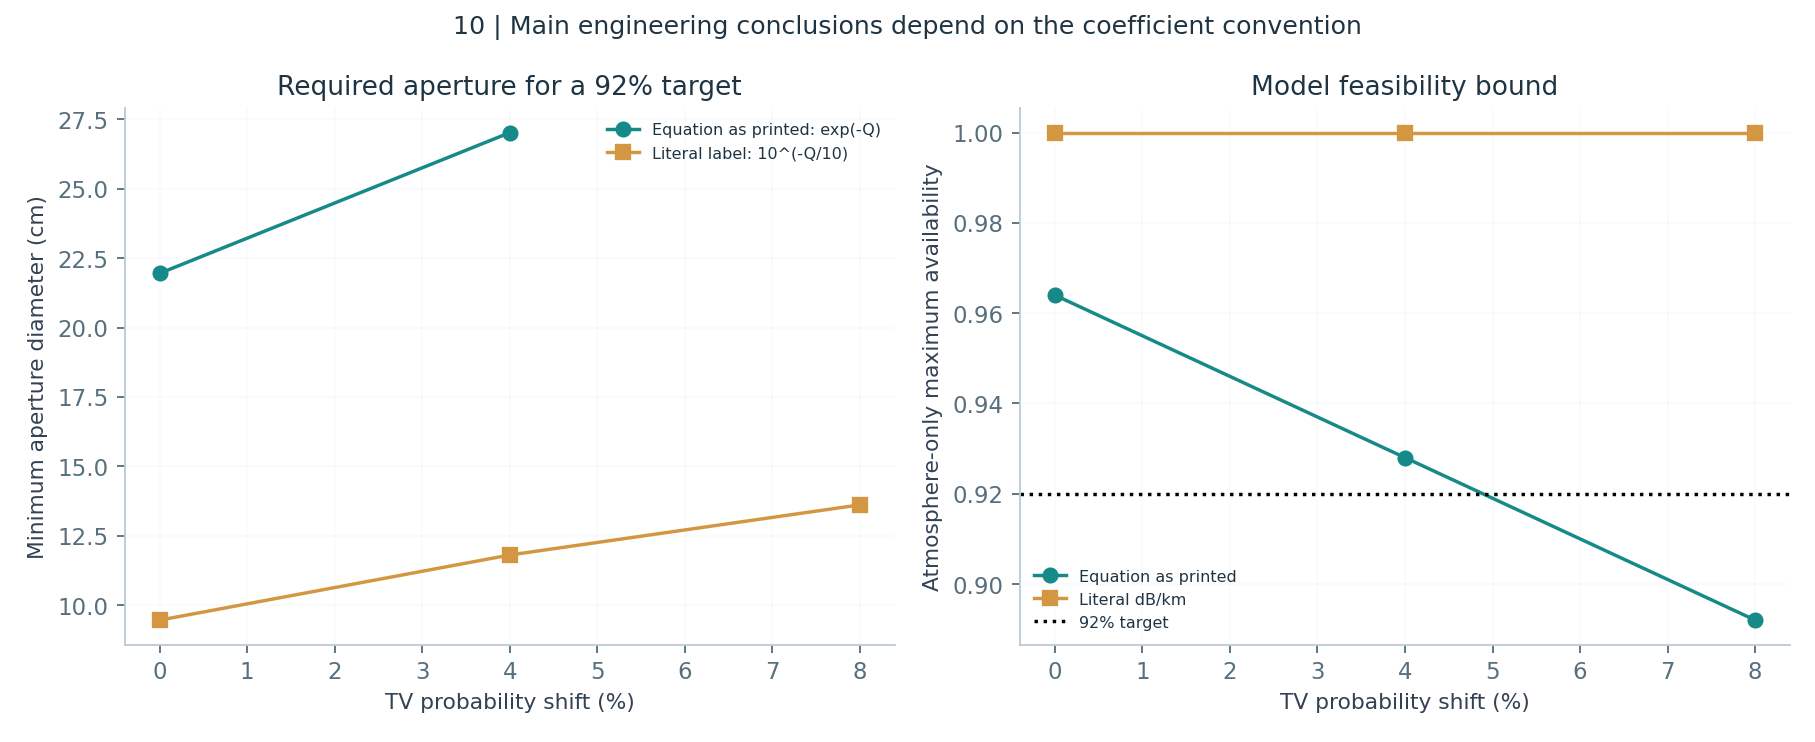 10 | Main engineering conclusions depend on the coefficient convention
Required aperture for a 92% target
Minimum aperture diameter (cm)
27.5
25.0
22.5
20.0
17.5
15.0
12.5
10.0
Equation as printed: exp(-Q)
Literal label: 10^(-Q/10)
0 1 2 3 4 5 6 7 8
TV probability shift (%)
Model feasibility bound
Atmosphere-only maximum availability
1.00
0.98
0.96
0.94
0.92
0.90
Equation as printed
Literal dB/km
92% target
0 1 2 3 4 5 6 7 8
TV probability shift (%)